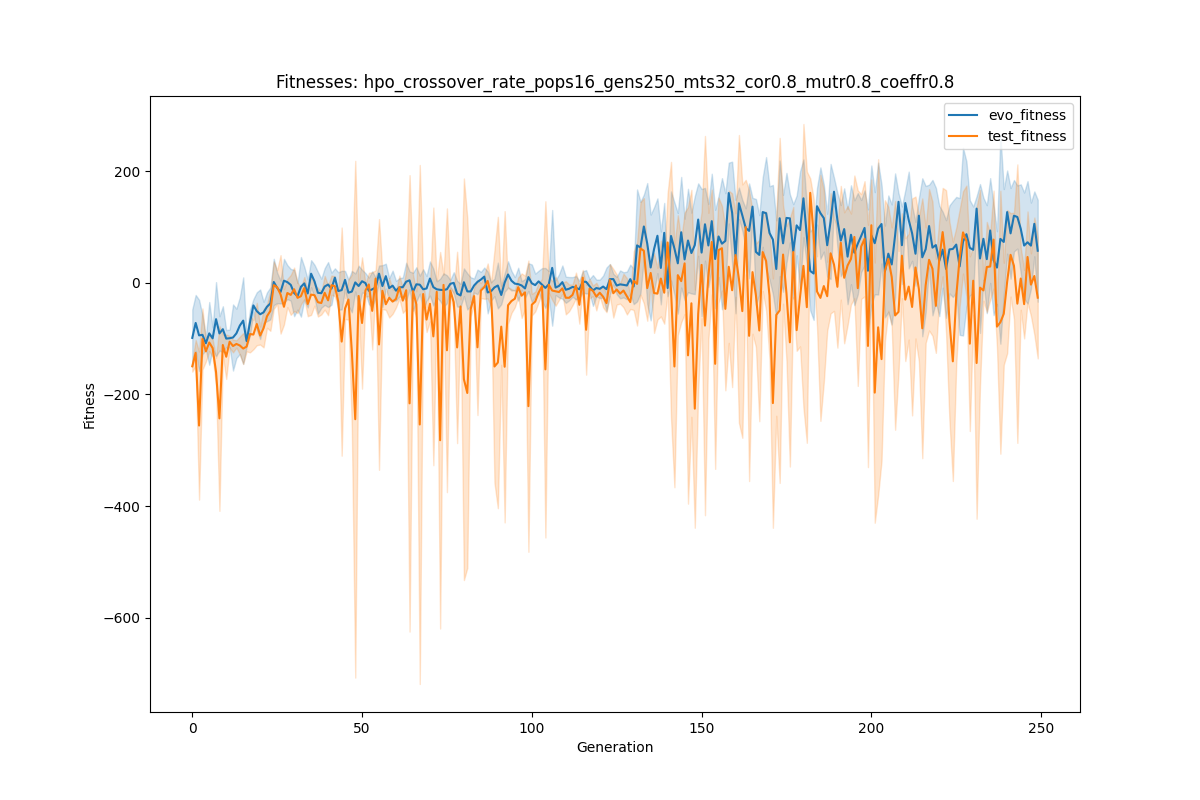 Fitnesses: hpo_crossover_rate_pops16_gens250_mts32_cor0.8_mutr0.8_coeffr0.8
evo_fitness
test_fitness
200
0
−200
−400
−600
Fitness
0 50 100 150 200 250
Generation